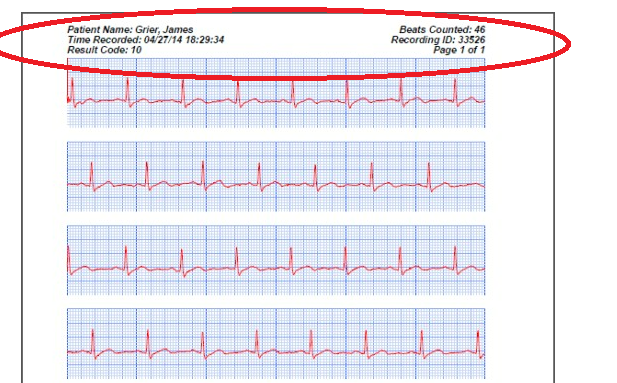 Patient Name: Grier, James
Beats Counted: 46
Time Recorded: 04/27/14 18:29:34
Recording ID: 33526
Result Code: 10
Page 1 of 1